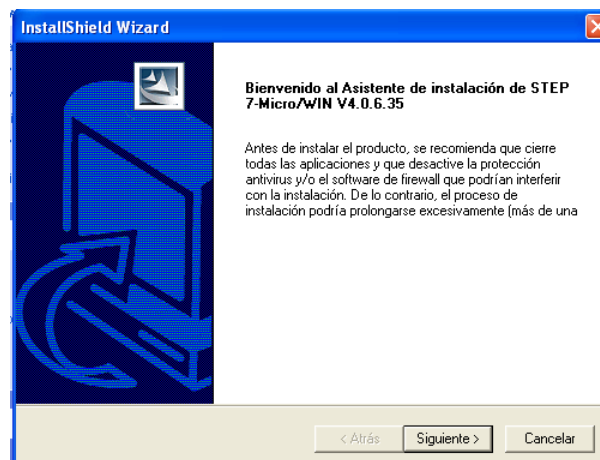 InstallShield Wizard
Bienvenido al Asistente de instalación de STEP
7-Micro/WIN V4.0.6.35
Antes de instalar el producto, se recomienda que cierre
todas las aplicaciones y que desactive la protección
antivirus y/o el software de firewall que podrían interferir
con la instalación. De lo contrario, el proceso de
instalación podría prolongarse excesivamente (más de una
< Atrás
Siguiente >
Cancelar